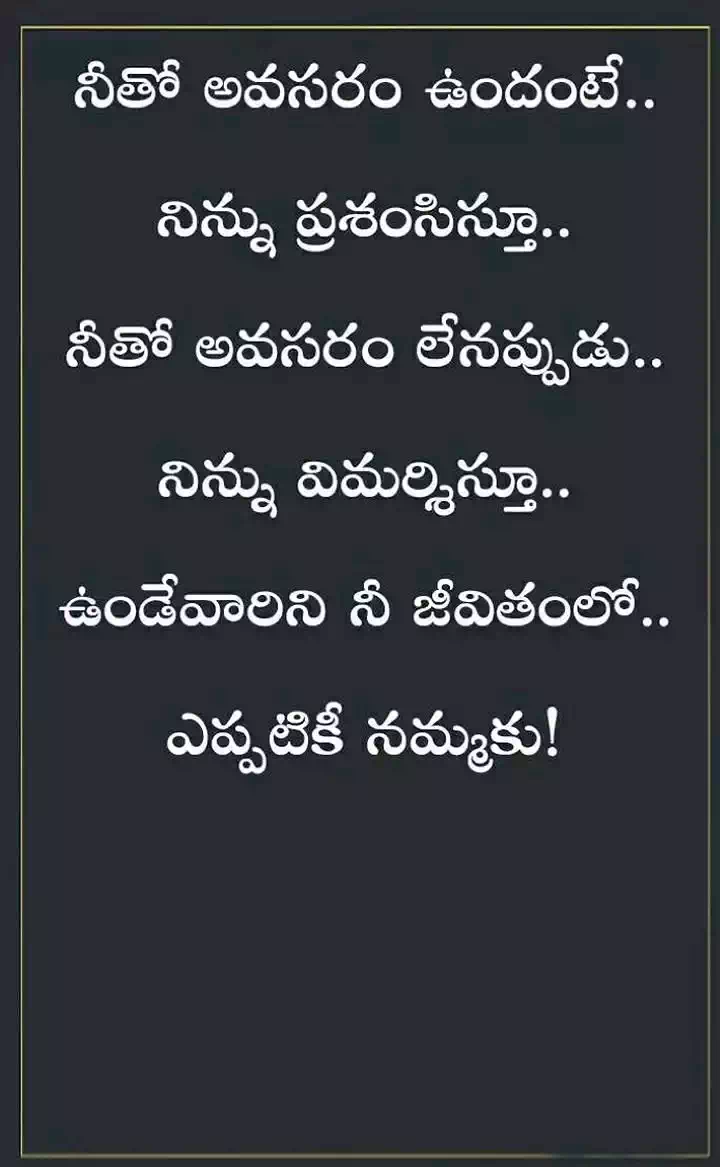 నీతో అవసరం ఉందంటే..
నిన్ను ప్రశంసిస్తూ..
నీతో అవసరం లేనప్పుడు..
నిన్ను విమర్శిస్తూ..
ఉండేవారిని నీ జీవితంలో..
ఎప్పటికీ నమ్మకు!